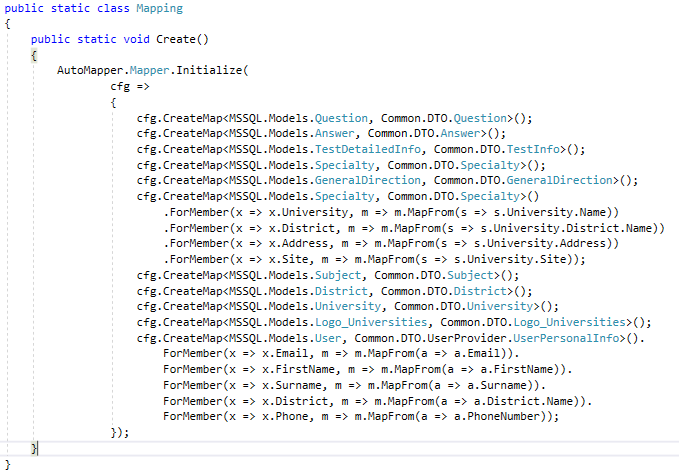 public static class Mapping
{
    public static void Create()
    {
        AutoMapper.Mapper.Initialize(
                cfg =>
                {
                    cfg.CreateMap<MSSQL.Models.Question, Common.DTO.Question>();
                    cfg.CreateMap<MSSQL.Models.Answer, Common.DTO.Answer>();
                    cfg.CreateMap<MSSQL.Models.TestDetailedInfo, Common.DTO.TestInfo>();
                    cfg.CreateMap<MSSQL.Models.Specialty, Common.DTO.Specialty>();
                    cfg.CreateMap<MSSQL.Models.GeneralDirection, Common.DTO.GeneralDirection>();
                    cfg.CreateMap<MSSQL.Models.Specialty, Common.DTO.Specialty>()
                        .ForMember(x => x.University, m => m.MapFrom(s => s.University.Name))
                        .ForMember(x => x.District, m => m.MapFrom(s => s.University.District.Name))
                        .ForMember(x => x.Address, m => m.MapFrom(s => s.University.Address))
                        .ForMember(x => x.Site, m => m.MapFrom(s => s.University.Site));
                    cfg.CreateMap<MSSQL.Models.Subject, Common.DTO.Subject>();
                    cfg.CreateMap<MSSQL.Models.District, Common.DTO.District>();
                    cfg.CreateMap<MSSQL.Models.University, Common.DTO.University>();
                    cfg.CreateMap<MSSQL.Models.Logo_Universities, Common.DTO.Logo_Universities>();
                    cfg.CreateMap<MSSQL.Models.User, Common.DTO.UserProvider.UserPersonalInfo>().
                        ForMember(x => x.Email, m => m.MapFrom(a => a.Email)).
                        ForMember(x => x.FirstName, m => m.MapFrom(a => a.FirstName)).
                        ForMember(x => x.Surname, m => m.MapFrom(a => a.Surname)).
                        ForMember(x => x.District, m => m.MapFrom(a => a.District.Name)).
                        ForMember(x => x.Phone, m => m.MapFrom(a => a.PhoneNumber));
                });
    }
}